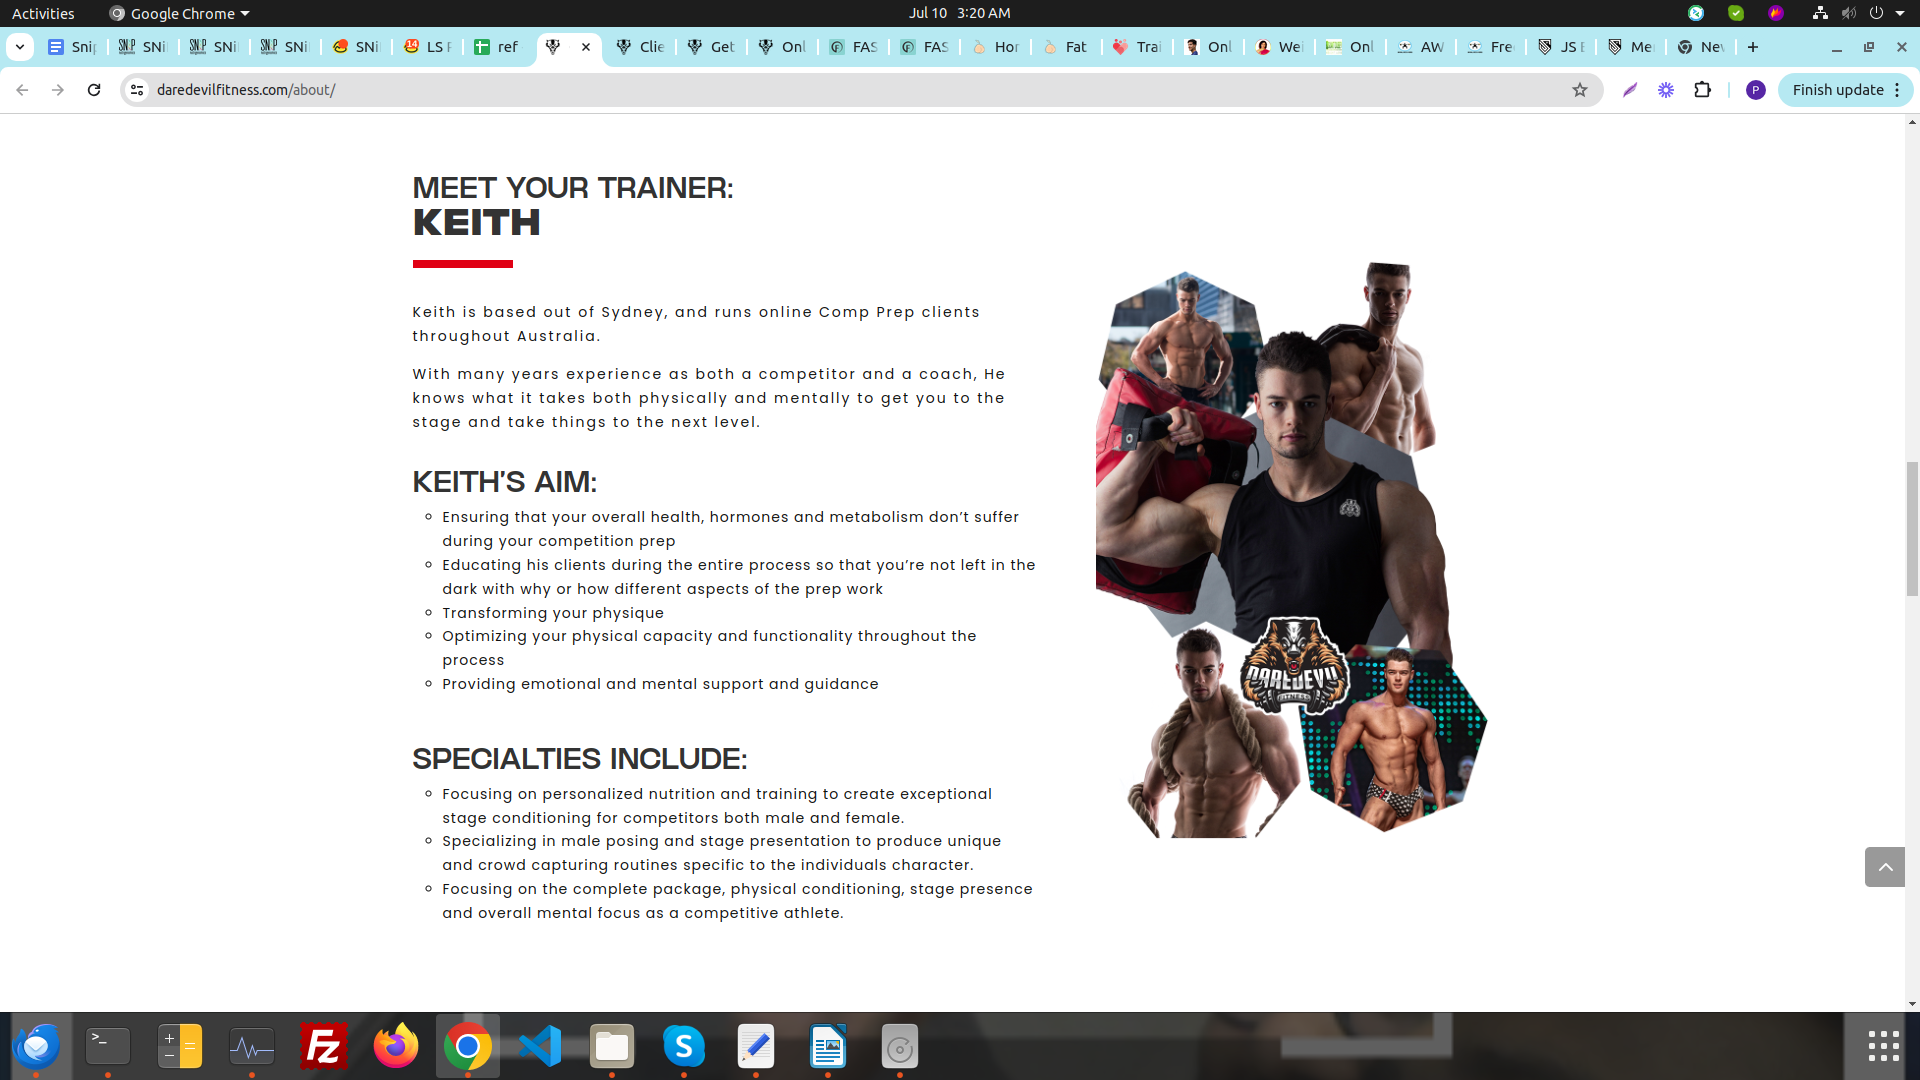 Activities
Google Chrome
Jul 10 3:20 AM
Snip
SNi
SNi
SNi
SNi
LS F
ref
Clie
Get
Onl
FAS
FAS
Hor
Fat
Trai
Onl
Wei
Onl
AW
Fre
JS E
Me
Nev
daredevilfitness.com/about/
P
Finish update
MEET YOUR TRAINER:
KEITH
Keith is based out of Sydney, and runs online Comp Prep clients
throughout Australia.
With many years experience as both a competitor and a coach, He
knows what it takes both physically and mentally to get you to the
stage and take things to the next level.
KEITH'S AIM:
Ensuring that your overall health, hormones and metabolism don’t suffer
during your competition prep
Educating his clients during the entire process so that you’re not left in the
dark with why or how different aspects of the prep work
Transforming your physique
Optimizing your physical capacity and functionality throughout the
process
Providing emotional and mental support and guidance
SPECIALTIES INCLUDE:
Focusing on personalized nutrition and training to create exceptional
stage conditioning for competitors both male and female.
Specializing in male posing and stage presentation to produce unique
and crowd capturing routines specific to the individuals character.
Focusing on the complete package, physical conditioning, stage presence
and overall mental focus as a competitive athlete.
DAREDEVIL
FITNESS